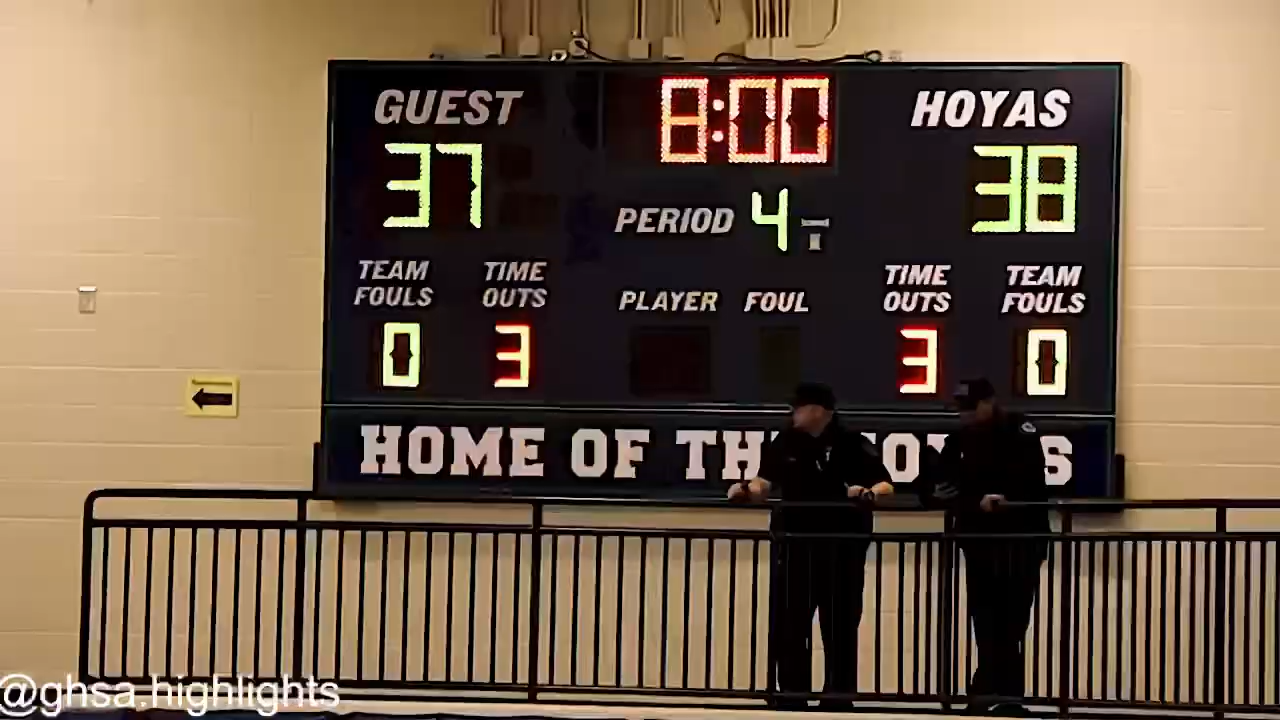 GUEST 8:00 HOYAS
37 38
PERIOD 4
TEAM FOULS TIME OUTS PLAYER FOUL TIME OUTS TEAM FOULS
0 3 3 0
HOME OF
@ghsa.highlights